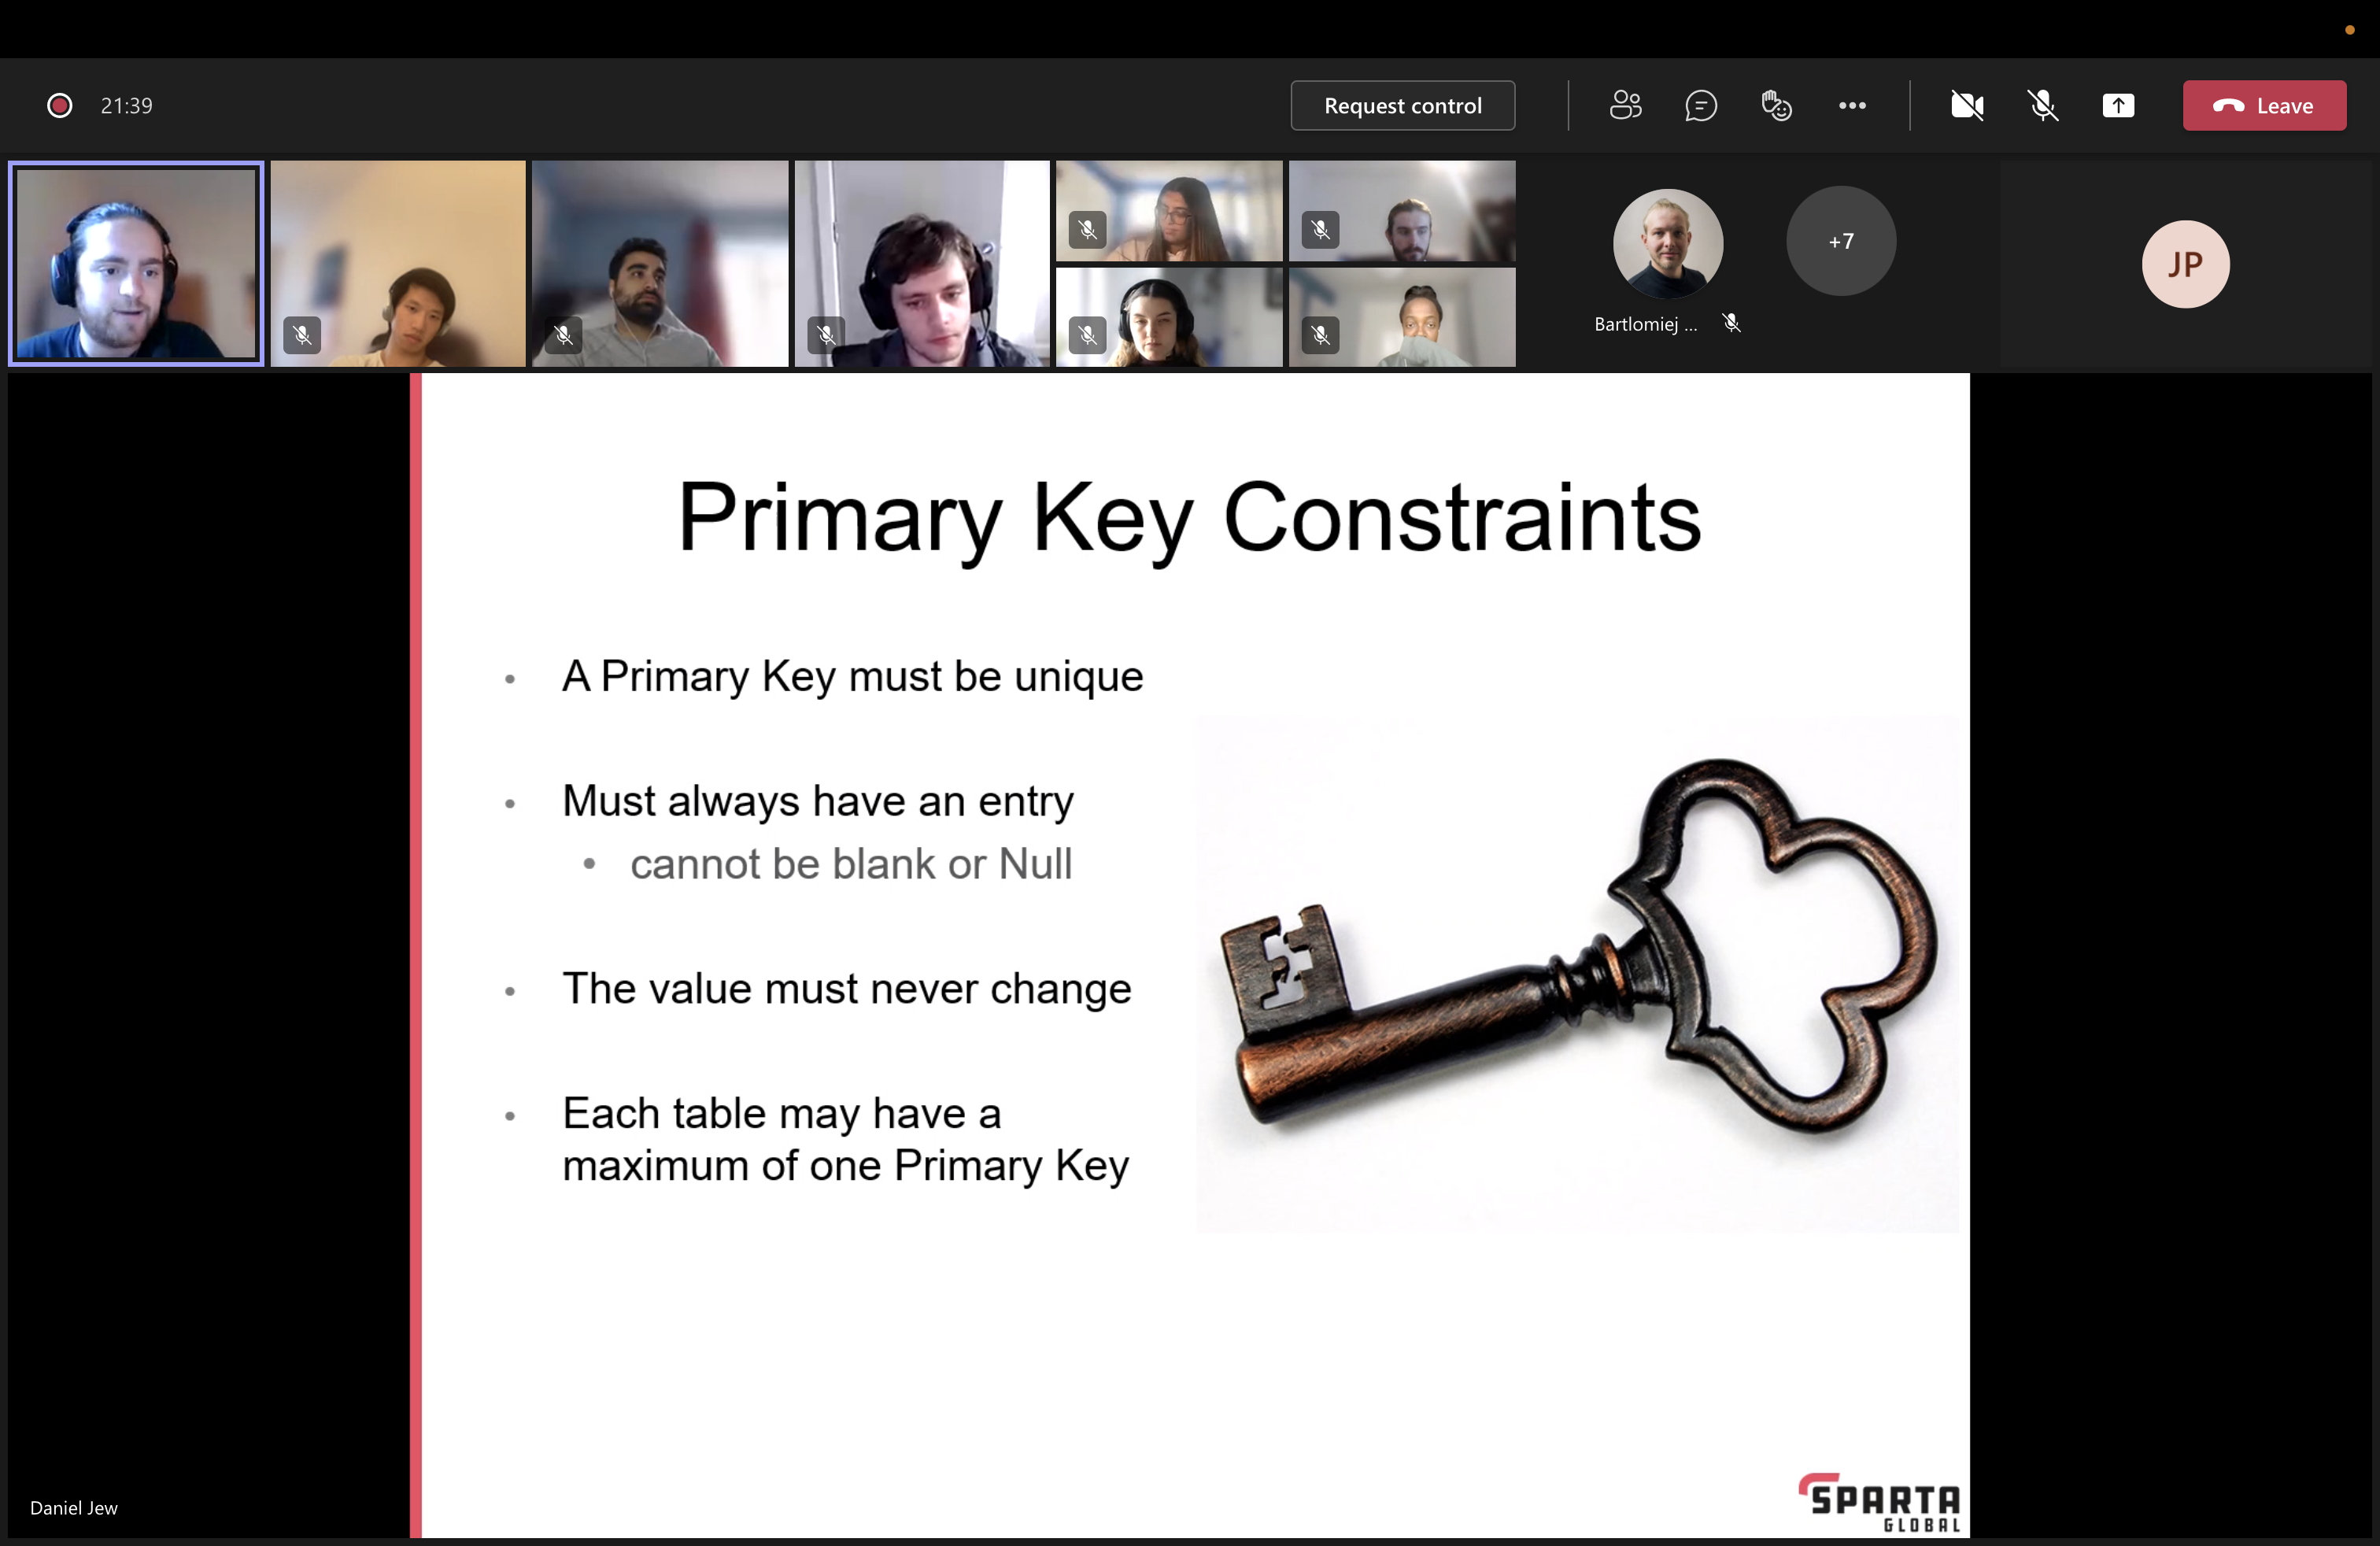 21:39
Request control
Leave
+7
JP
Bartlomiej ...
Primary Key Constraints
• A Primary Key must be unique
• Must always have an entry
• cannot be blank or Null
• The value must never change
• Each table may have a
maximum of one Primary Key
Daniel Jew
SPARTA
GLOBAL